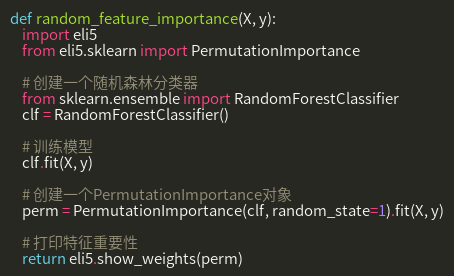 def random_feature_importance(X, y):
    import eli5
    from eli5.sklearn import PermutationImportance

    # 创建一个随机森林分类器
    from sklearn.ensemble import RandomForestClassifier
    clf = RandomForestClassifier()

    # 训练模型
    clf.fit(X, y)

    # 创建一个PermutationImportance对象
    perm = PermutationImportance(clf, random_state=1).fit(X, y)

    # 打印特征重要性
    return eli5.show_weights(perm)